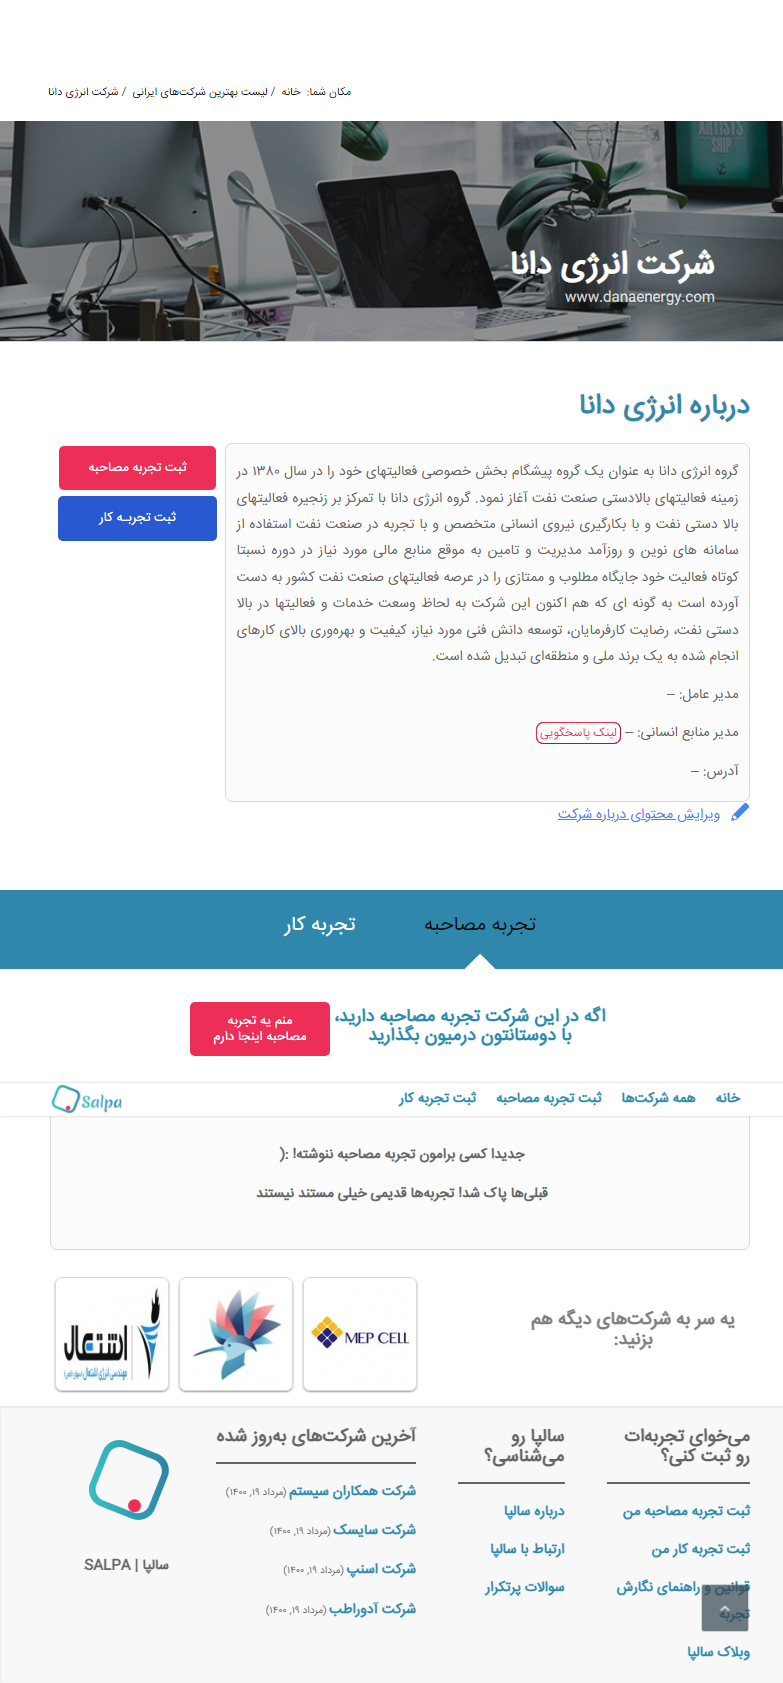 مکان شما: خانه / لیست بهترین شرکت‌های ایرانی / شرکت انرژی دانا
ARTISTS
SHIP
شرکت انرژی دانا
www.danaenergy.com
درباره انرژی دانا
گروه انرژی دانا به عنوان یک گروه پیشگام بخش خصوصی فعالیتهای خود را در سال ۱۳۸۰ در
زمینه فعالیتهای بالادستی صنعت نفت آغاز نمود. گروه انرژی دانا با تمرکز بر زنجیره فعالیتهای
بالا دستی نفت و با بکارگیری نیروی انسانی متخصص و با تجربه در صنعت نفت استفاده از
سامانه های نوین و روزآمد مدیریت و تامین به موقع منابع مالی مورد نیاز در دوره نسبتا
کوتاه فعالیت خود جایگاه مطلوب و ممتازی را در عرصه فعالیتهای صنعت نفت کشور به دست
آورده است به گونه ای که هم اکنون این شرکت به لحاظ وسعت خدمات و فعالیتها در بالا
دستی نفت، رضایت کارفرمایان، توسعه دانش فنی مورد نیاز، کیفیت و بهره‌وری بالای کارهای
انجام شده به یک برند ملی و منطقه‌ای تبدیل شده است.
مدیر عامل: –
مدیر منابع انسانی: – لینک پاسخگویی
آدرس: –
ویرایش محتوای درباره شرکت
ثبت تجربه مصاحبه
ثبت تجربـه کار
تجربه مصاحبه
تجربه کار
اگه در این شرکت تجربه مصاحبه دارید،
با دوستانتون درمیون بگذارید
منم یه تجربه
مصاحبه اینجا دارم
خانه
همه شرکت‌ها
ثبت تجربه مصاحبه
ثبت تجربه کار
Salpa
جدیدا کسی برامون تجربه مصاحبه ننوشته! :(
قبلی‌ها پاک شد! تجربه‌ها قدیمی خیلی مستند نیستند
یه سر به شرکت‌های دیگه هم
بزنید:
MEP CELL
اشتعال
مهندسی انرژی اشتعال
می‌خوای تجربه‌ات
رو ثبت کنی؟
ثبت تجربه مصاحبه من
ثبت تجربه کار من
قوانین و راهنمای نگارش
تجربه
وبلاک سالپا
سالپا رو
می‌شناسی؟
درباره سالپا
ارتباط با سالپا
سوالات پرتکرار
آخرین شرکت‌های به‌روز شده
شرکت همکاران سیستم (مرداد ۱۹, ۱۴۰۰)
شرکت سایسک (مرداد ۱۹, ۱۴۰۰)
شرکت اسنپ (مرداد ۱۹, ۱۴۰۰)
شرکت آدوراطب (مرداد ۱۹, ۱۴۰۰)
سالپا | SALPA